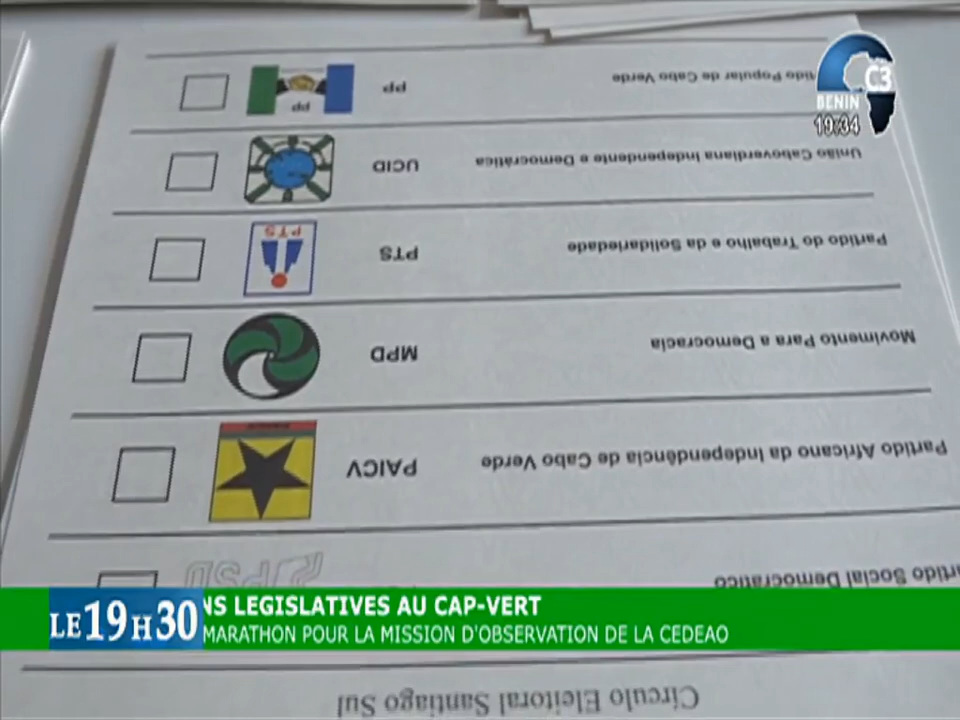 C3
BENIN
19:34
Partido Popular de Cabo Verde
PP
PP
União Caboverdiana Independente e Democrática
UCID
Partido do Trabalho e da Solidariedade
PTS
PTS
Movimento Para a Democracia
MPD
Partido Africano da Independência de Cabo Verde
PAICV
Partido Social Democrático
PSD
LE 19H30
NS LEGISLATIVES AU CAP-VERT
MARATHON POUR LA MISSION D'OBSERVATION DE LA CEDEAO
Círculo Eleitoral Santiago Sul